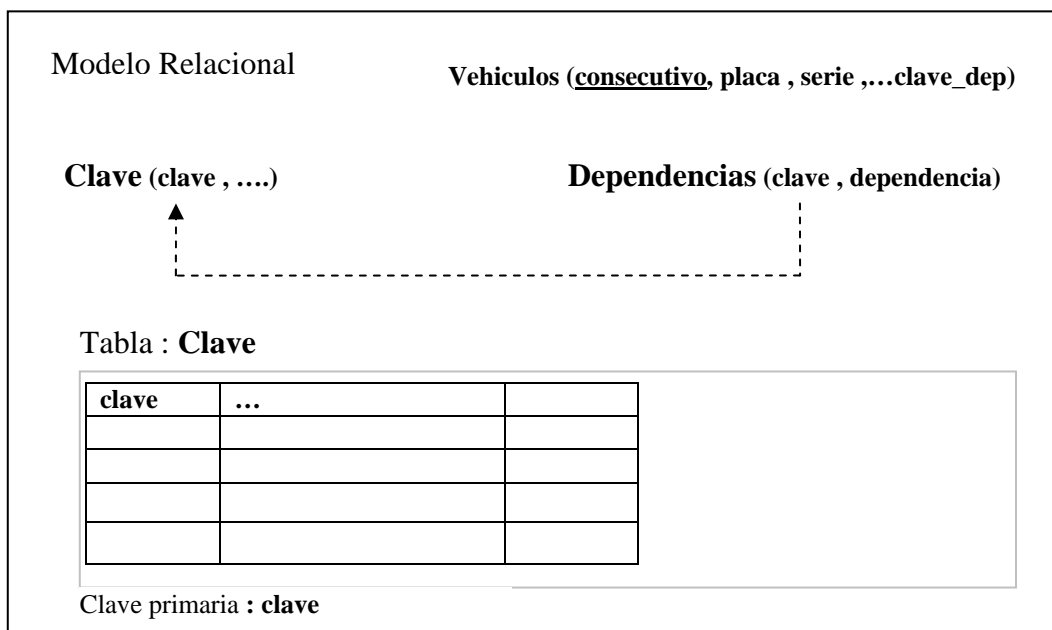 Modelo Relacional
Vehiculos (consecutivo, placa , serie ,…clave_dep)
Clave (clave , ….)
Dependencias (clave , dependencia)
Tabla : Clave
clave …
Clave primaria : clave